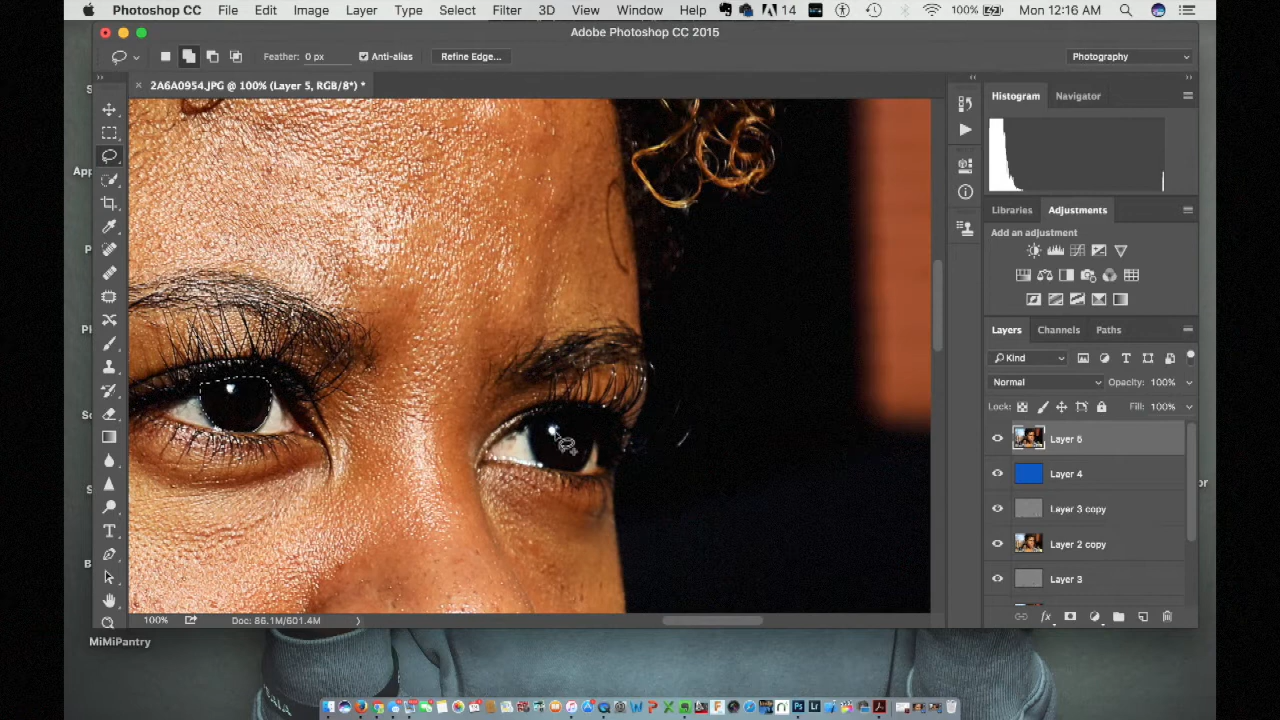 Photoshop CC File Edit Image Layer Type Select Filter 3D View Window Help 14 100% Mon 12:16 AM
Adobe Photoshop CC 2015
Feather: 0 px Anti-alias Refine Edge... Photography
2A6A0954.JPG @ 100% (Layer 5, RGB/8*) *
Histogram Navigator
Libraries Adjustments
Add an adjustment
Layers Channels Paths
Kind
Normal Opacity: 100%
Lock: Fill: 100%
Layer 5
Layer 4
Layer 3 copy
Layer 2 copy
Layer 3
100% Doc: 86.1M/601.4M
MiMiPantry